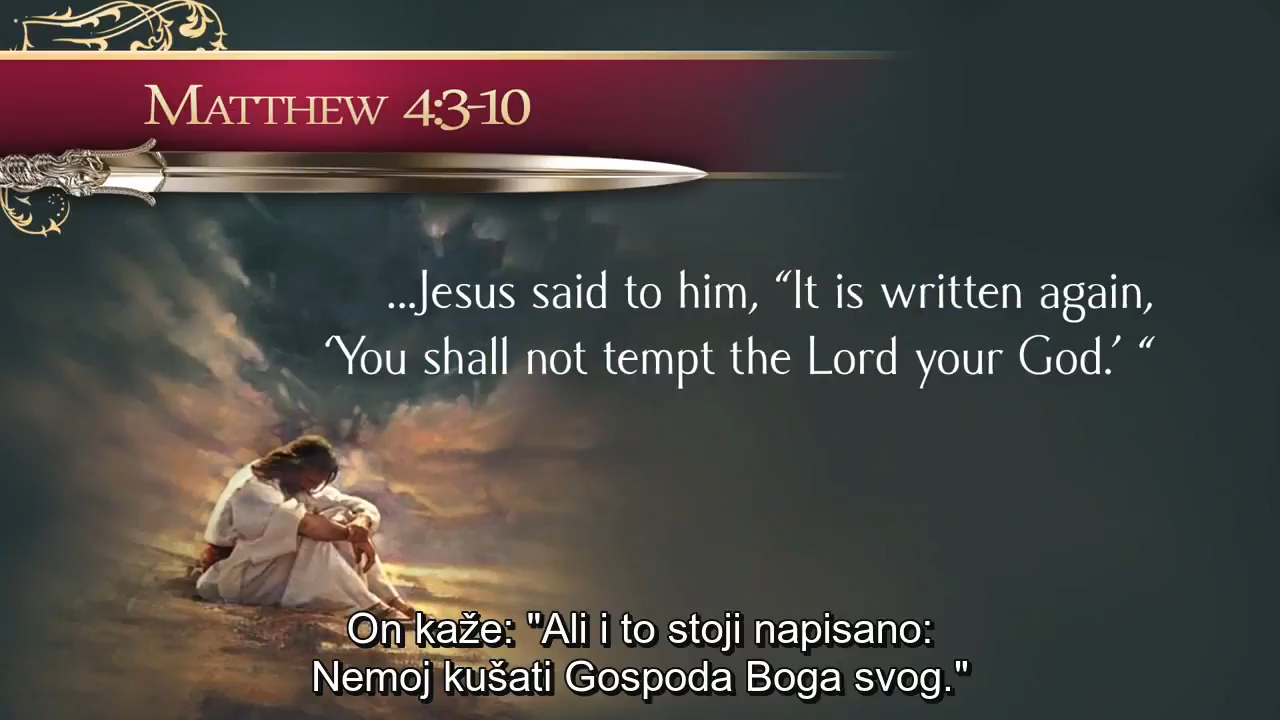 MATTHEW 4:3-10
...Jesus said to him, “It is written again,
‘You shall not tempt the Lord your God.’ “
On kaže: "Ali i to stoji napisano:
Nemoj kušati Gospoda Boga svog."